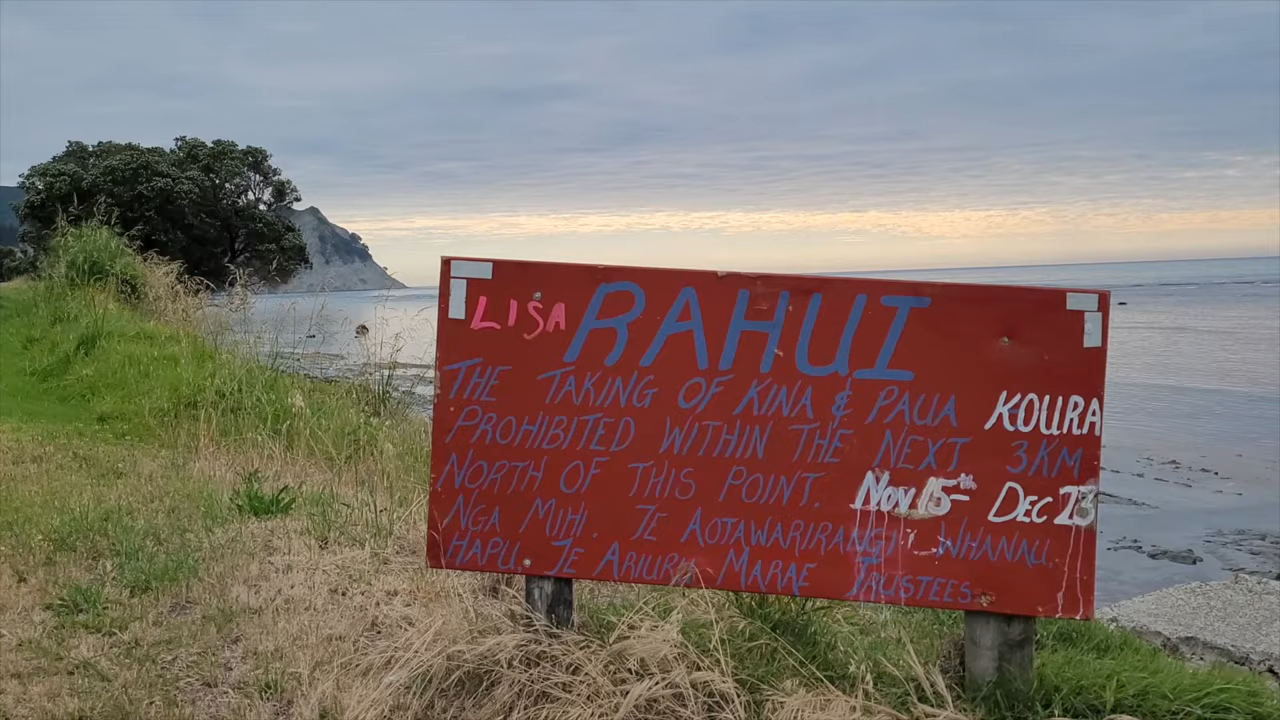 LISA RAHUI
THE TAKING OF KINA & PAUA KOURA
PROHIBITED WITHIN THE NEXT 3KM
NORTH OF THIS POINT. Nov 15th Dec 23
NGA MIHI. TE AOTAWARIRANGI WHANAU.
HAPU. TE ARIURU MARAE TRUSTEES.